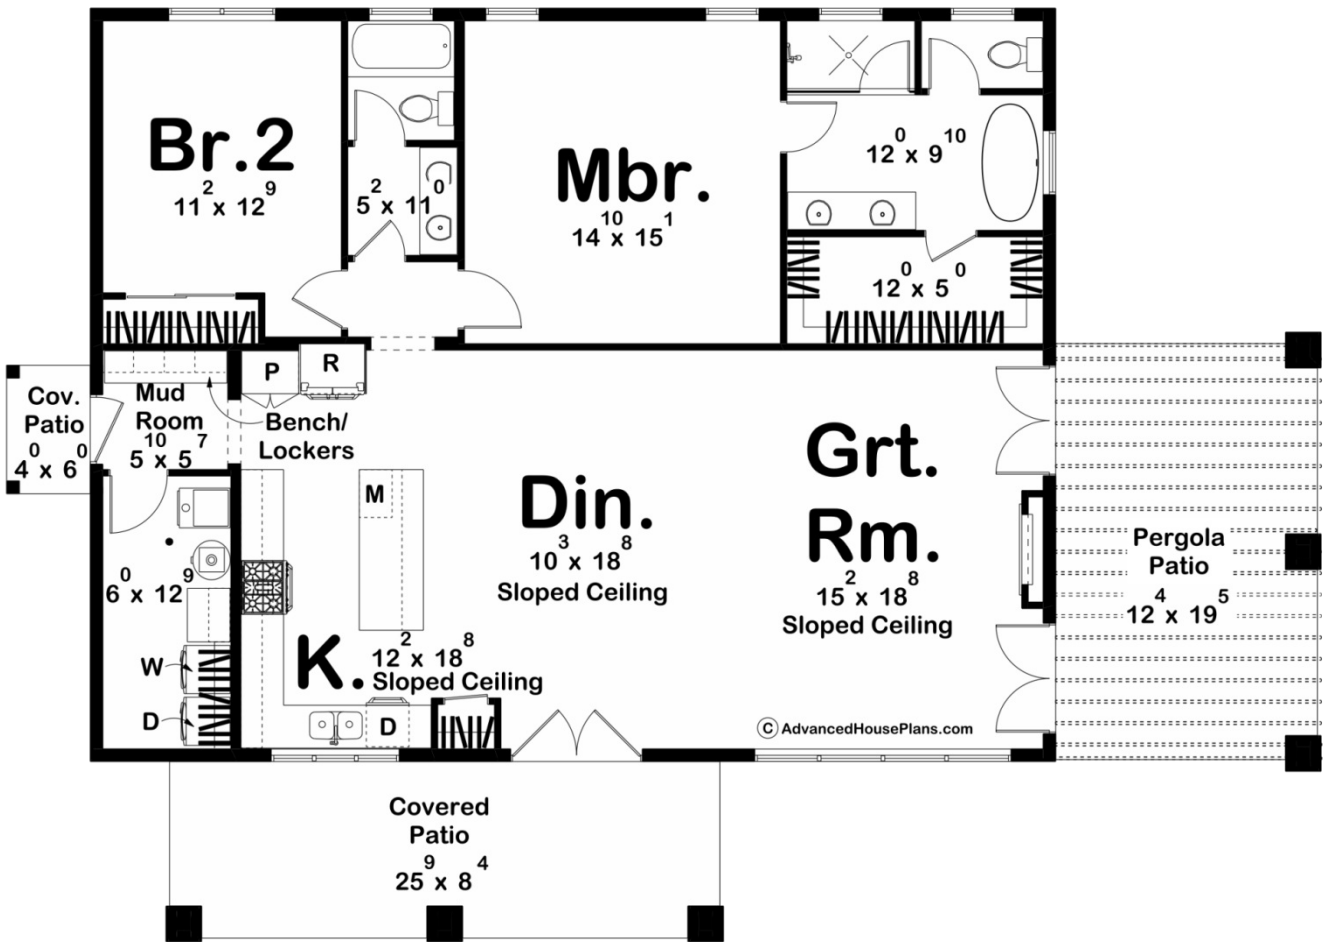 Br.2
11² x 12⁹
5² x 11⁰
Mbr.
14¹⁰ x 15¹
12⁰ x 9¹⁰
12⁰ x 5⁰
Cov.
Patio
4⁰ x 6⁰
Mud
Room
5¹⁰ x 5⁷
P
R
Bench/
Lockers
M
Din.
10³ x 18⁸
Sloped Ceiling
Grt.
Rm.
15² x 18⁸
Sloped Ceiling
Pergola
Patio
12⁴ x 19⁵
6⁰ x 12⁹
W
D
K.
12² x 18⁸
Sloped Ceiling
D
© AdvancedHousePlans.com
Covered
Patio
25⁹ x 8⁴